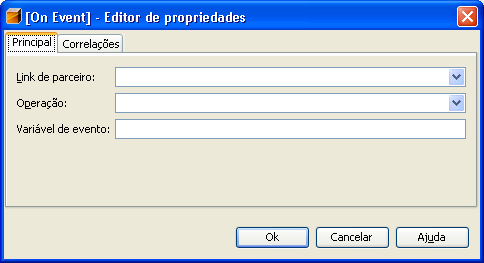 [On Event] - Editor de propriedades
Principal Correlações
Link de parceiro:
Operação:
Variável de evento:
Ok Cancelar Ajuda